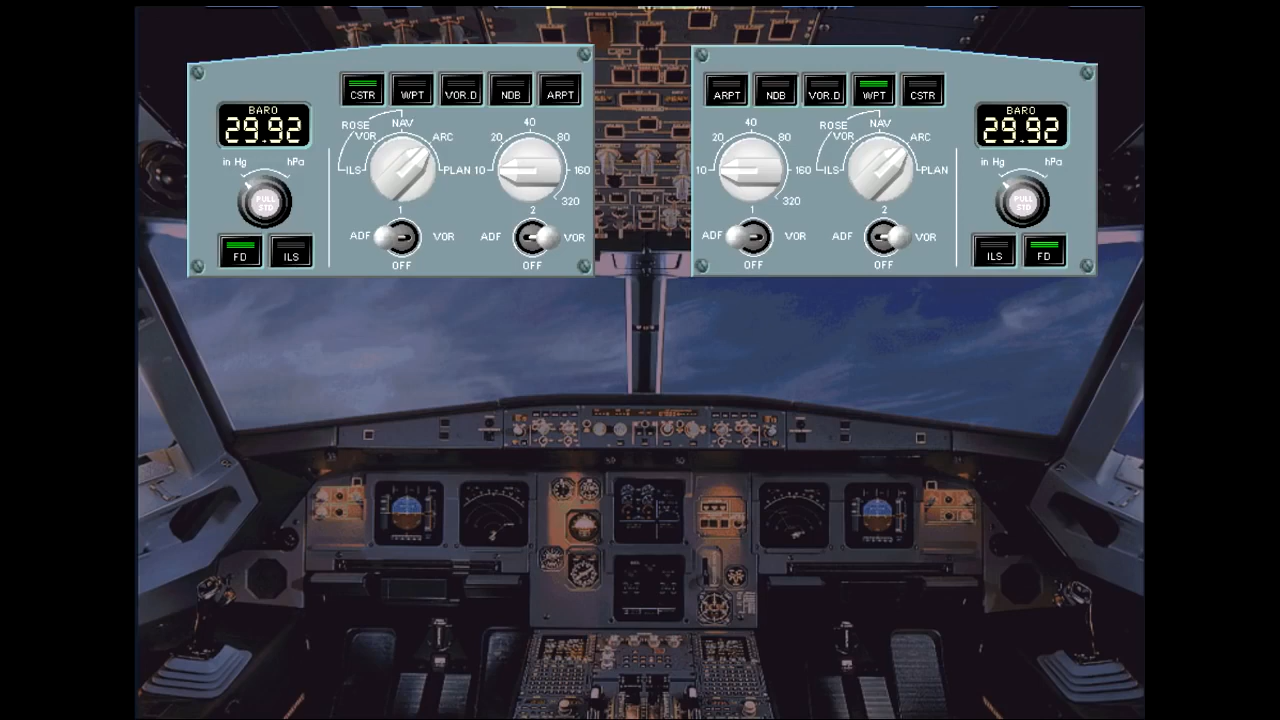 CSTR WPT VOR.D NDB ARPT
BARO
29.92
in Hg hPa
PULL
STD
FD ILS
ROSE
VOR NAV ARC
ILS PLAN
20 40 80
10 160
320
1
ADF VOR
OFF
2
ADF VOR
OFF
ARPT NDB VOR.D WPT CSTR
20 40 80
10 160
320
ROSE
VOR NAV ARC
ILS PLAN
1
ADF VOR
OFF
2
ADF VOR
OFF
BARO
29.92
in Hg hPa
PULL
STD
ILS FD